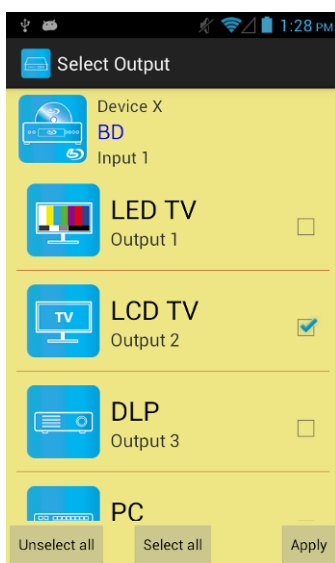 1:28 PM
Select Output
Device X
BD
Input 1
LED TV
Output 1
TV
LCD TV
Output 2
DLP
Output 3
PC
Unselect all
Select all
Apply